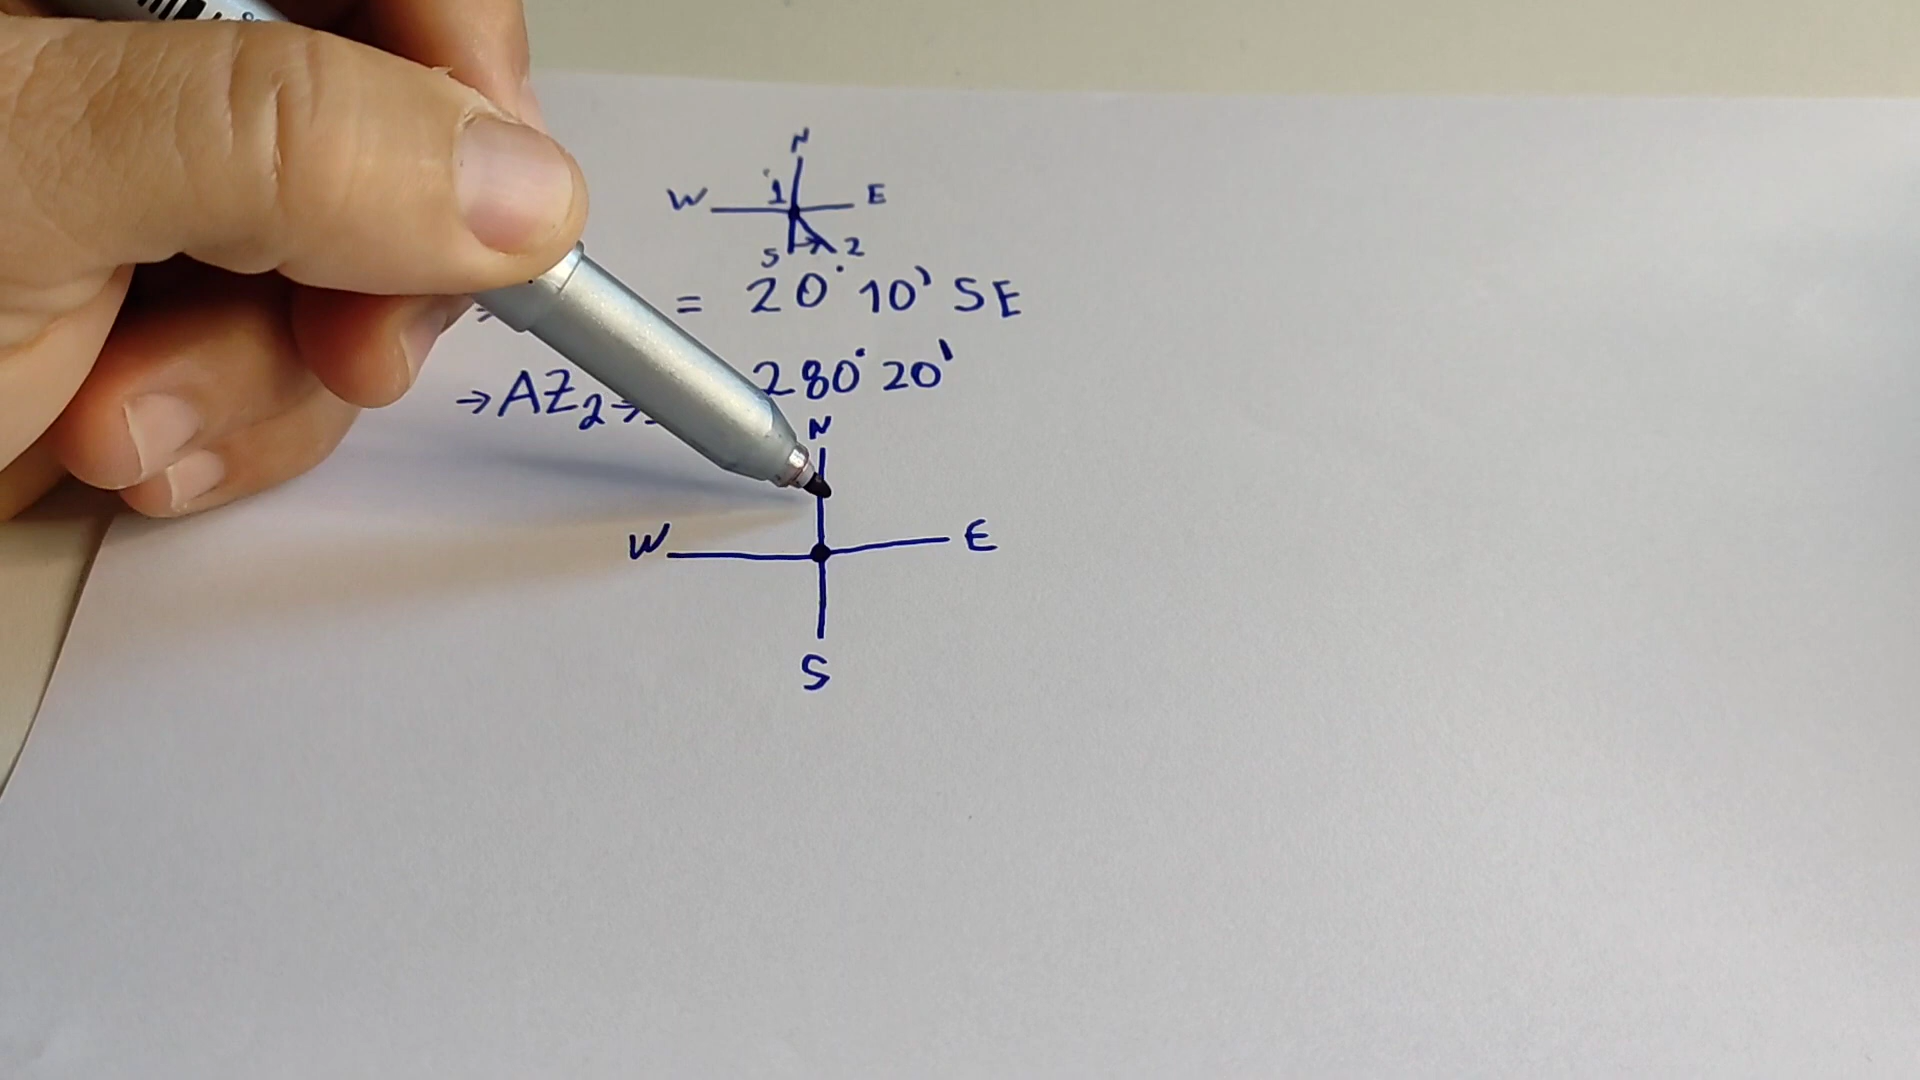 N
W 1 E
S 2
= 20° 10' SE
→AZ₂→ 280° 20'
N
W E
S